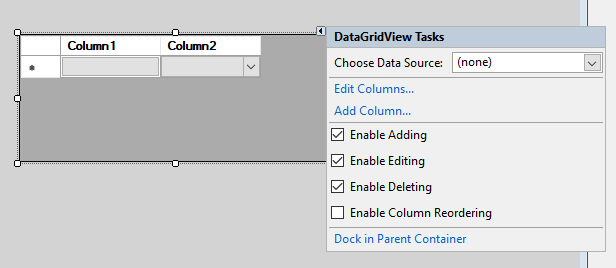 Column1 Column2
DataGridView Tasks
Choose Data Source: (none)
Edit Columns...
Add Column...
Enable Adding
Enable Editing
Enable Deleting
Enable Column Reordering
Dock in Parent Container